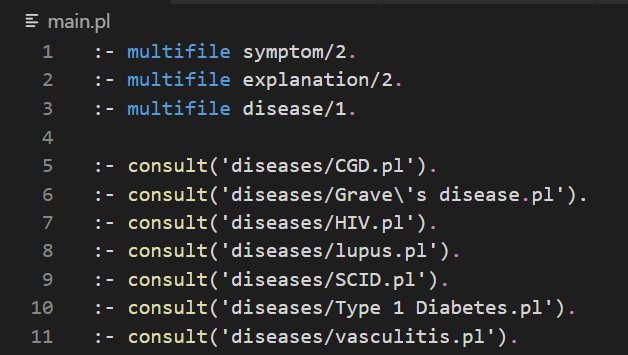 main.pl
1 :- multifile symptom/2.
2 :- multifile explanation/2.
3 :- multifile disease/1.
4
5 :- consult('diseases/CGD.pl').
6 :- consult('diseases/Grave\'s disease.pl').
7 :- consult('diseases/HIV.pl').
8 :- consult('diseases/lupus.pl').
9 :- consult('diseases/SCID.pl').
10 :- consult('diseases/Type 1 Diabetes.pl').
11 :- consult('diseases/vasculitis.pl').